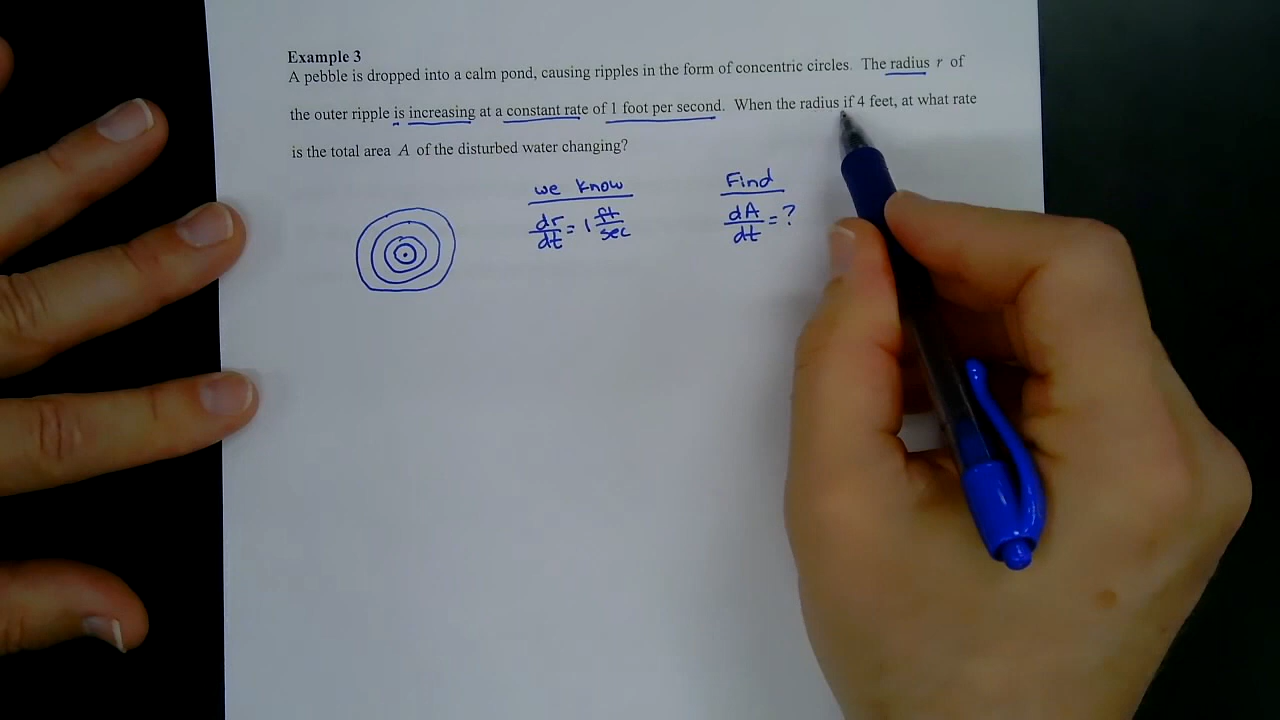 Example 3
A pebble is dropped into a calm pond, causing ripples in the form of concentric circles. The radius r of
the outer ripple is increasing at a constant rate of 1 foot per second. When the radius if 4 feet, at what rate
is the total area A of the disturbed water changing?
we know
dr/dt = 1 ft/sec
Find
dA/dt = ?